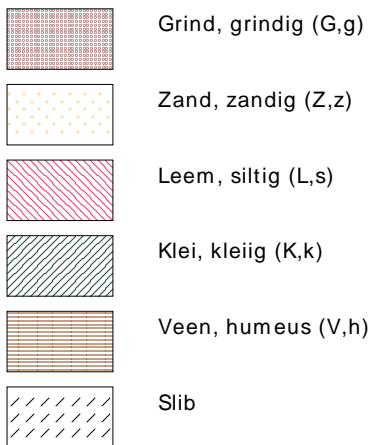 Grind, grindig (G,g)
Zand, zandig (Z,z)
Leem, siltig (L,s)
Klei, kleiig (K,k)
Veen, humeus (V,h)
Slib